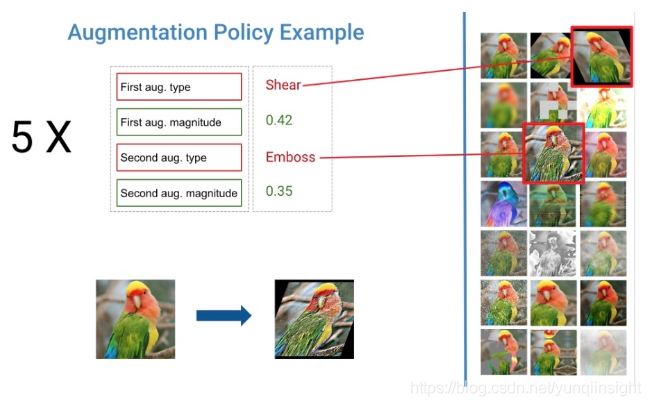 Augmentation Policy Example
5 X
First aug. type
Shear
First aug. magnitude
0.42
Second aug. type
Emboss
Second aug. magnitude
0.35
https://blog.csdn.net/yunqiinsight